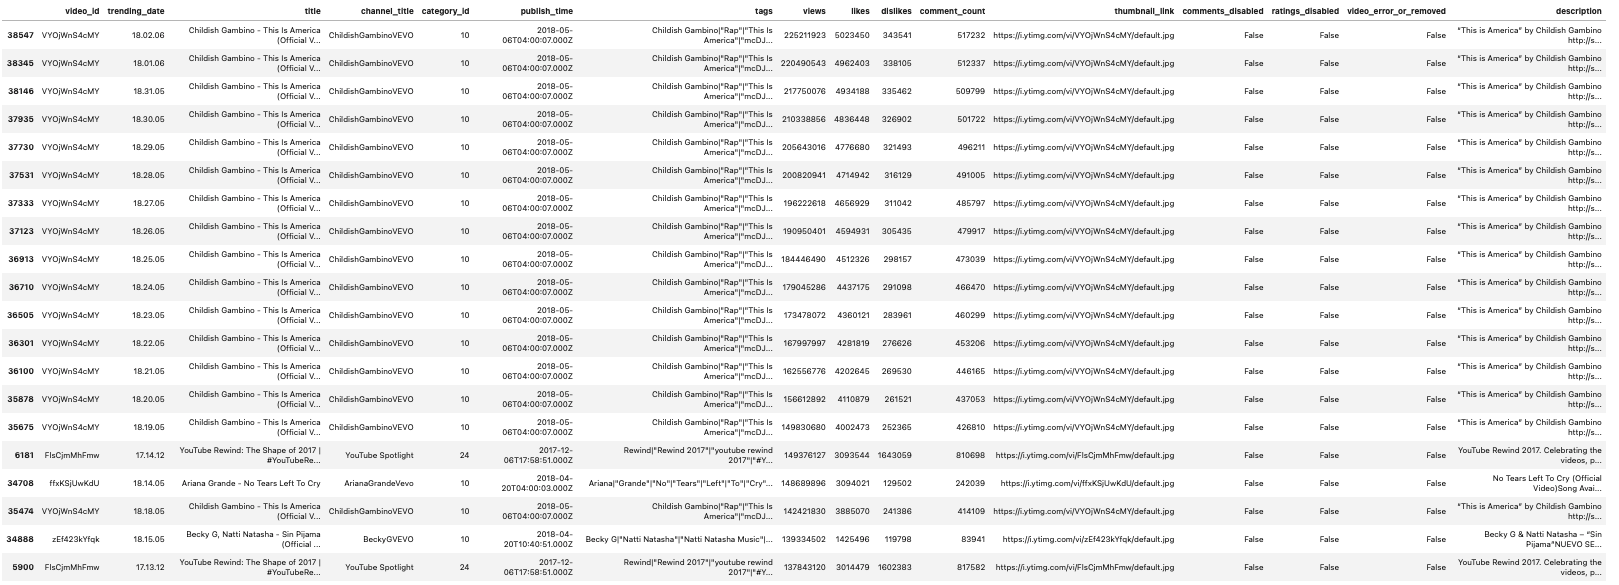 video_id trending_date title channel_title category_id publish_time tags views likes dislikes comment_count thumbnail_link comments_disabled ratings_disabled video_error_or_removed description
38547 VYOjWnS4cMY 18.02.06 Childish Gambino - This Is America (Official V... ChildishGambinoVEVO 10 2018-05-06T04:00:07.000Z Childish Gambino|"Rap"|"This Is America"|"mcDJ... 225211923 5023450 343541 517232 https://i.ytimg.com/vi/VYOjWnS4cMY/default.jpg False False False “This is America” by Childish Gambino http://s...
38345 VYOjWnS4cMY 18.01.06 Childish Gambino - This Is America (Official V... ChildishGambinoVEVO 10 2018-05-06T04:00:07.000Z Childish Gambino|"Rap"|"This Is America"|"mcDJ... 220490543 4962403 338105 512337 https://i.ytimg.com/vi/VYOjWnS4cMY/default.jpg False False False “This is America” by Childish Gambino http://s...
38146 VYOjWnS4cMY 18.31.05 Childish Gambino - This Is America (Official V... ChildishGambinoVEVO 10 2018-05-06T04:00:07.000Z Childish Gambino|"Rap"|"This Is America"|"mcDJ... 217750076 4934188 335462 509799 https://i.ytimg.com/vi/VYOjWnS4cMY/default.jpg False False False “This is America” by Childish Gambino http://s...
37935 VYOjWnS4cMY 18.30.05 Childish Gambino - This Is America (Official V... ChildishGambinoVEVO 10 2018-05-06T04:00:07.000Z Childish Gambino|"Rap"|"This Is America"|"mcDJ... 210338856 4836448 326902 501722 https://i.ytimg.com/vi/VYOjWnS4cMY/default.jpg False False False “This is America” by Childish Gambino http://s...
37730 VYOjWnS4cMY 18.29.05 Childish Gambino - This Is America (Official V... ChildishGambinoVEVO 10 2018-05-06T04:00:07.000Z Childish Gambino|"Rap"|"This Is America"|"mcDJ... 205643016 4776680 321493 496211 https://i.ytimg.com/vi/VYOjWnS4cMY/default.jpg False False False “This is America” by Childish Gambino http://s...
37531 VYOjWnS4cMY 18.28.05 Childish Gambino - This Is America (Official V... ChildishGambinoVEVO 10 2018-05-06T04:00:07.000Z Childish Gambino|"Rap"|"This Is America"|"mcDJ... 200820941 4714942 316129 491005 https://i.ytimg.com/vi/VYOjWnS4cMY/default.jpg False False False “This is America” by Childish Gambino http://s...
37333 VYOjWnS4cMY 18.27.05 Childish Gambino - This Is America (Official V... ChildishGambinoVEVO 10 2018-05-06T04:00:07.000Z Childish Gambino|"Rap"|"This Is America"|"mcDJ... 196222618 4656929 311042 485797 https://i.ytimg.com/vi/VYOjWnS4cMY/default.jpg False False False “This is America” by Childish Gambino http://s...
37123 VYOjWnS4cMY 18.26.05 Childish Gambino - This Is America (Official V... ChildishGambinoVEVO 10 2018-05-06T04:00:07.000Z Childish Gambino|"Rap"|"This Is America"|"mcDJ... 190950401 4594931 305435 479917 https://i.ytimg.com/vi/VYOjWnS4cMY/default.jpg False False False “This is America” by Childish Gambino http://s...
36913 VYOjWnS4cMY 18.25.05 Childish Gambino - This Is America (Official V... ChildishGambinoVEVO 10 2018-05-06T04:00:07.000Z Childish Gambino|"Rap"|"This Is America"|"mcDJ... 184446490 4512326 298157 473039 https://i.ytimg.com/vi/VYOjWnS4cMY/default.jpg False False False “This is America” by Childish Gambino http://s...
36710 VYOjWnS4cMY 18.24.05 Childish Gambino - This Is America (Official V... ChildishGambinoVEVO 10 2018-05-06T04:00:07.000Z Childish Gambino|"Rap"|"This Is America"|"mcDJ... 179045286 4437175 291098 466470 https://i.ytimg.com/vi/VYOjWnS4cMY/default.jpg False False False “This is America” by Childish Gambino http://s...
36505 VYOjWnS4cMY 18.23.05 Childish Gambino - This Is America (Official V... ChildishGambinoVEVO 10 2018-05-06T04:00:07.000Z Childish Gambino|"Rap"|"This Is America"|"mcDJ... 173478072 4360121 283961 460299 https://i.ytimg.com/vi/VYOjWnS4cMY/default.jpg False False False “This is America” by Childish Gambino http://s...
36301 VYOjWnS4cMY 18.22.05 Childish Gambino - This Is America (Official V... ChildishGambinoVEVO 10 2018-05-06T04:00:07.000Z Childish Gambino|"Rap"|"This Is America"|"mcDJ... 167997997 4281819 276626 453206 https://i.ytimg.com/vi/VYOjWnS4cMY/default.jpg False False False “This is America” by Childish Gambino http://s...
36100 VYOjWnS4cMY 18.21.05 Childish Gambino - This Is America (Official V... ChildishGambinoVEVO 10 2018-05-06T04:00:07.000Z Childish Gambino|"Rap"|"This Is America"|"mcDJ... 162556776 4202645 269530 446165 https://i.ytimg.com/vi/VYOjWnS4cMY/default.jpg False False False “This is America” by Childish Gambino http://s...
35878 VYOjWnS4cMY 18.20.05 Childish Gambino - This Is America (Official V... ChildishGambinoVEVO 10 2018-05-06T04:00:07.000Z Childish Gambino|"Rap"|"This Is America"|"mcDJ... 156612892 4110879 261521 437053 https://i.ytimg.com/vi/VYOjWnS4cMY/default.jpg False False False “This is America” by Childish Gambino http://s...
35675 VYOjWnS4cMY 18.19.05 Childish Gambino - This Is America (Official V... ChildishGambinoVEVO 10 2018-05-06T04:00:07.000Z Childish Gambino|"Rap"|"This Is America"|"mcDJ... 149830680 4002473 252365 426810 https://i.ytimg.com/vi/VYOjWnS4cMY/default.jpg False False False “This is America” by Childish Gambino http://s...
6181 FlsCjmMhFmw 17.14.12 YouTube Rewind: The Shape of 2017 | #YouTubeRe... YouTube Spotlight 24 2017-12-06T17:58:51.000Z Rewind|"Rewind 2017"|"youtube rewind 2017"|"#Y... 149376127 3093544 1643059 810698 https://i.ytimg.com/vi/FlsCjmMhFmw/default.jpg False False False YouTube Rewind 2017. Celebrating the videos, p...
34708 ffxKSjUwKdU 18.14.05 Ariana Grande - No Tears Left To Cry ArianaGrandeVevo 10 2018-04-20T04:00:03.000Z Ariana|"Grande"|"No"|"Tears"|"Left"|"To"|"Cry"... 148689896 3094021 129502 242039 https://i.ytimg.com/vi/ffxKSjUwKdU/default.jpg False False False No Tears Left To Cry (Official Video)Song Avai...
35474 VYOjWnS4cMY 18.18.05 Childish Gambino - This Is America (Official V... ChildishGambinoVEVO 10 2018-05-06T04:00:07.000Z Childish Gambino|"Rap"|"This Is America"|"mcDJ... 142421830 3885070 241386 414109 https://i.ytimg.com/vi/VYOjWnS4cMY/default.jpg False False False “This is America” by Childish Gambino http://s...
34888 zEf423kYfqk 18.15.05 Becky G, Natti Natasha - Sin Pijama (Official ... BeckyGVEVO 10 2018-04-20T10:40:51.000Z Becky G|"Natti Natasha"|"Natti Natasha Music"|... 139334502 1425496 119798 83941 https://i.ytimg.com/vi/zEf423kYfqk/default.jpg False False False Becky G & Natti Natasha – “Sin Pijama”NUEVO SE...
5900 FlsCjmMhFmw 17.13.12 YouTube Rewind: The Shape of 2017 | #YouTubeRe... YouTube Spotlight 24 2017-12-06T17:58:51.000Z Rewind|"Rewind 2017"|"youtube rewind 2017"|"#Y... 137843120 3014479 1602383 817582 https://i.ytimg.com/vi/FlsCjmMhFmw/default.jpg False False False YouTube Rewind 2017. Celebrating the videos, p...